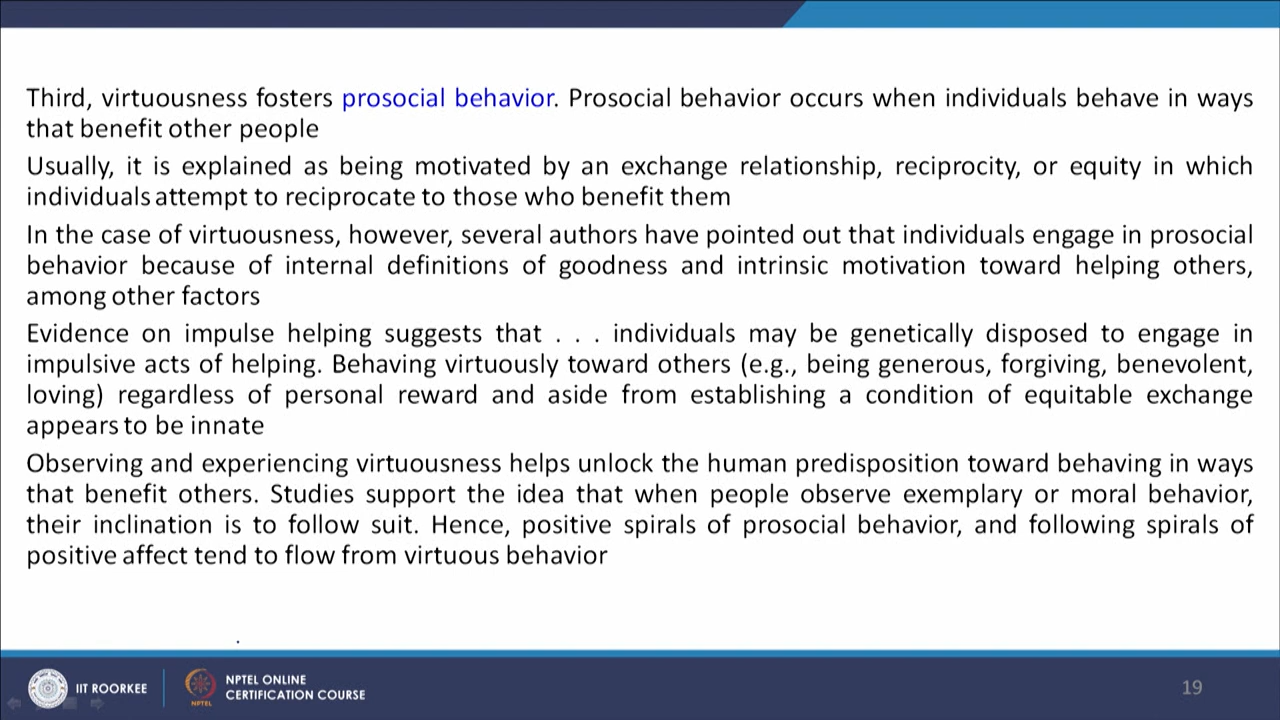 Third, virtuousness fosters prosocial behavior. Prosocial behavior occurs when individuals behave in ways
that benefit other people
Usually, it is explained as being motivated by an exchange relationship, reciprocity, or equity in which
individuals attempt to reciprocate to those who benefit them
In the case of virtuousness, however, several authors have pointed out that individuals engage in prosocial
behavior because of internal definitions of goodness and intrinsic motivation toward helping others,
among other factors
Evidence on impulse helping suggests that . . . individuals may be genetically disposed to engage in
impulsive acts of helping. Behaving virtuously toward others (e.g., being generous, forgiving, benevolent,
loving) regardless of personal reward and aside from establishing a condition of equitable exchange
appears to be innate
Observing and experiencing virtuousness helps unlock the human predisposition toward behaving in ways
that benefit others. Studies support the idea that when people observe exemplary or moral behavior,
their inclination is to follow suit. Hence, positive spirals of prosocial behavior, and following spirals of
positive affect tend to flow from virtuous behavior
IIT ROORKEE
NPTEL
NPTEL ONLINE
CERTIFICATION COURSE
19